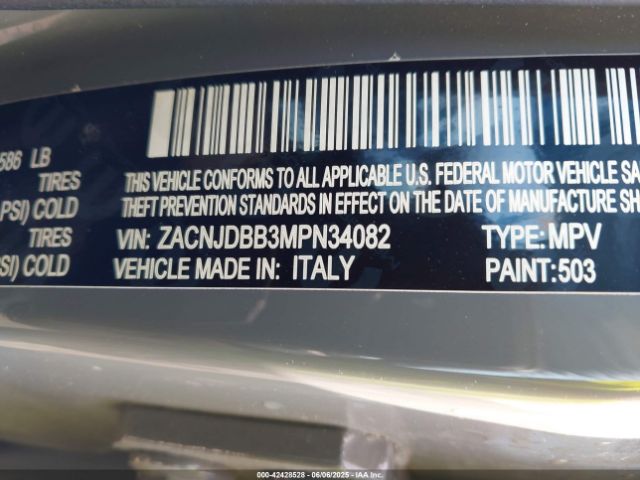 586 LB
TIRES
PSI) COLD
TIRES
SI) COLD
THIS VEHICLE CONFORMS TO ALL APPLICABLE U.S. FEDERAL MOTOR VEHICLE SA
THEFT PREVENTION STANDARDS IN EFFECT ON THE DATE OF MANUFACTURE SH
VIN: ZACNJDBB3MPN34082 TYPE: MPV
VEHICLE MADE IN: ITALY PAINT: 503
000-42428528 - 06/06/2025 - IAAI.COM